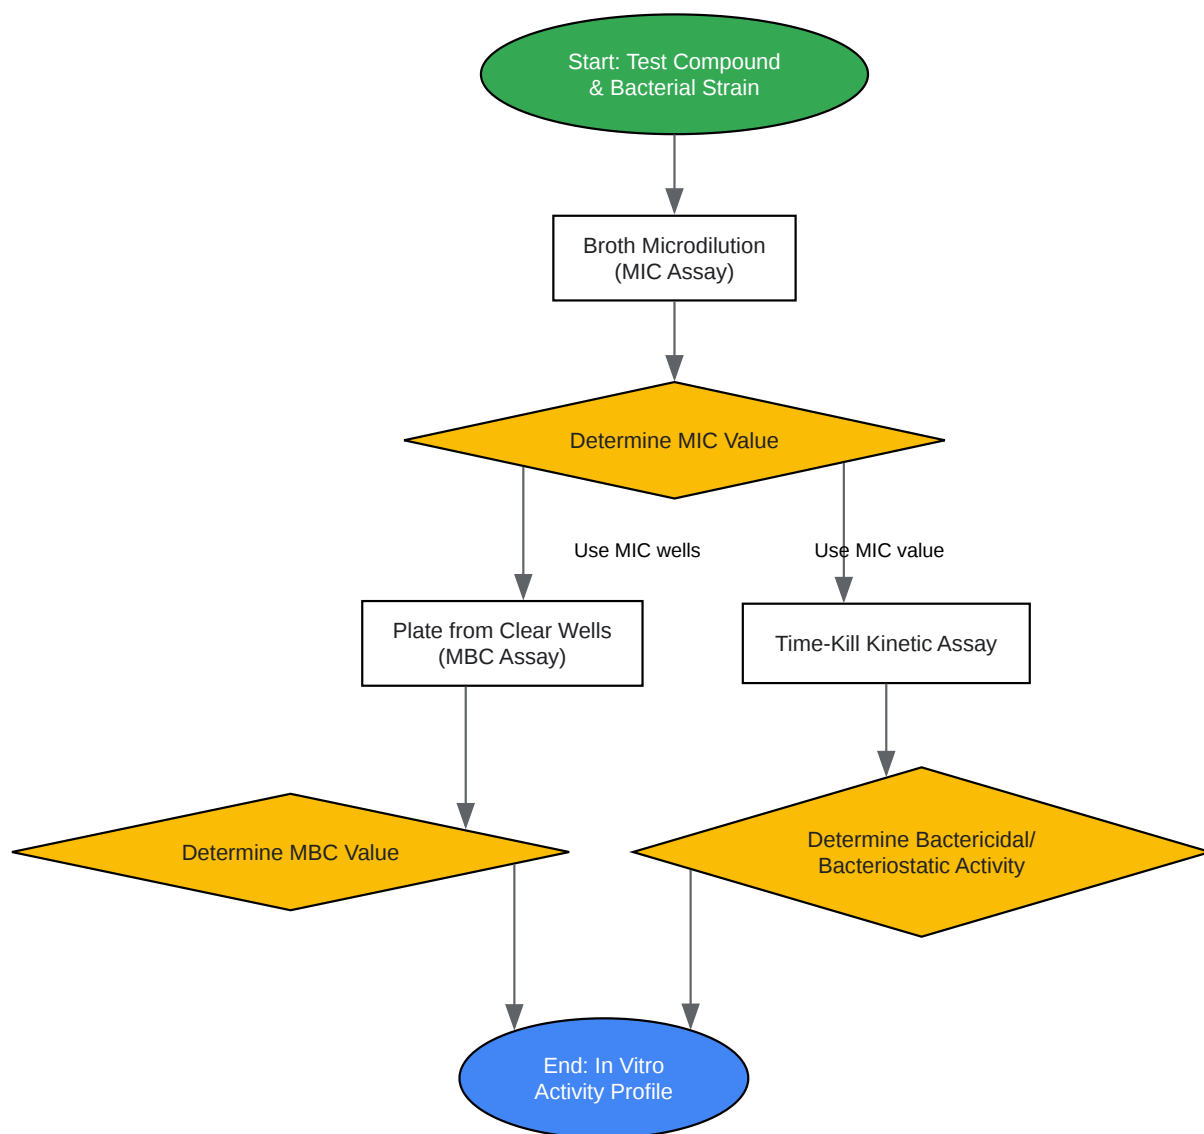 Start: Test Compound
& Bacterial Strain
Broth Microdilution
(MIC Assay)
Determine MIC Value
Use MIC wells
Use MIC value
Plate from Clear Wells
(MBC Assay)
Time-Kill Kinetic Assay
Determine MBC Value
Determine Bactericidal/
Bacteriostatic Activity
End: In Vitro
Activity Profile